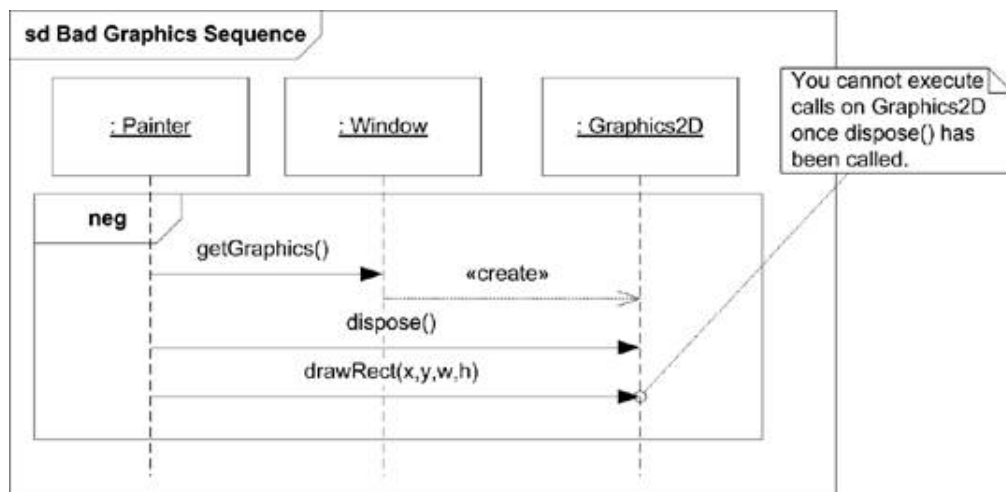 sd Bad Graphics Sequence
You cannot execute
calls on Graphics2D
once dispose() has
been called.
: Painter
: Window
: Graphics2D
neg
getGraphics()
«create»
dispose()
drawRect(x,y,w,h)